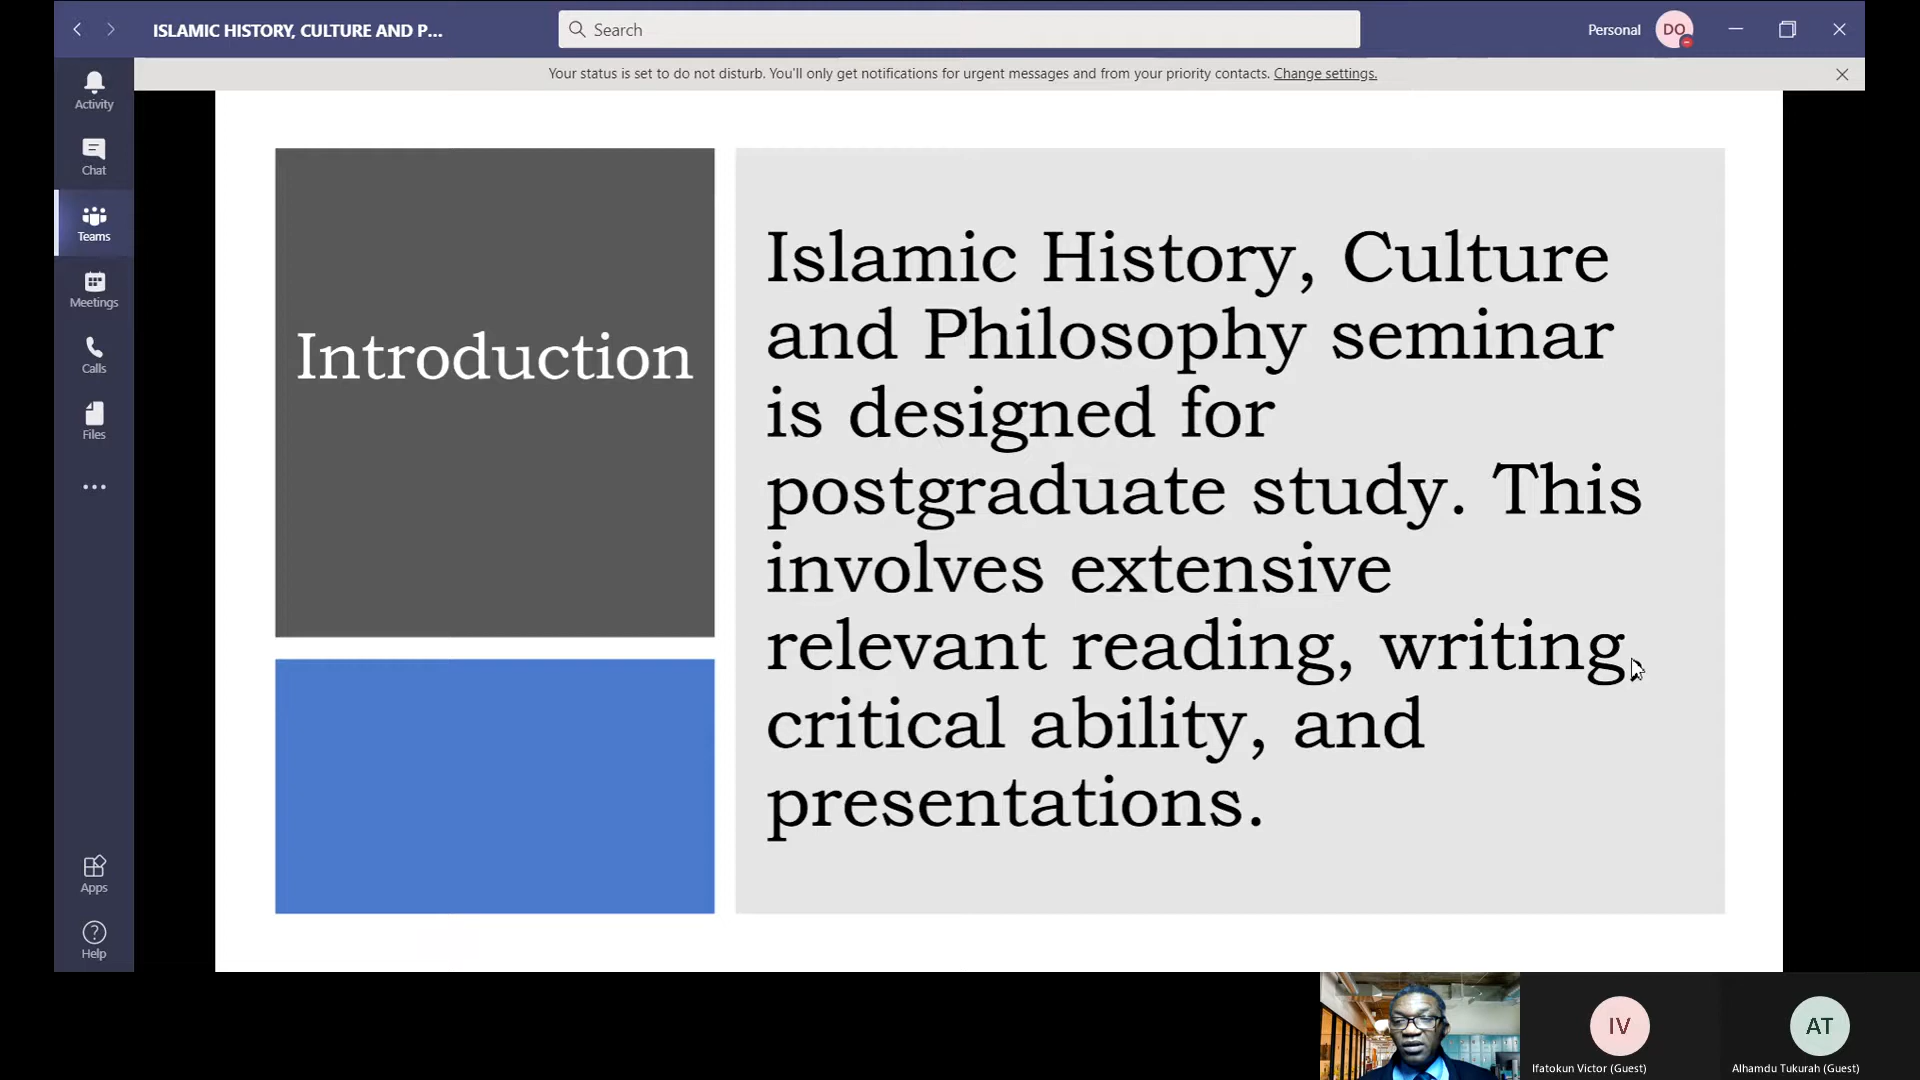 ISLAMIC HISTORY, CULTURE AND P...
Search
Personal
DO
Your status is set to do not disturb. You'll only get notifications for urgent messages and from your priority contacts. Change settings.
Activity
Chat
Teams
Meetings
Calls
Files
Apps
Help
Introduction
Islamic History, Culture
and Philosophy seminar
is designed for
postgraduate study. This
involves extensive
relevant reading, writing,
critical ability, and
presentations.
IV
Ifatokun Victor (Guest)
AT
Alhamdu Tukurah (Guest)